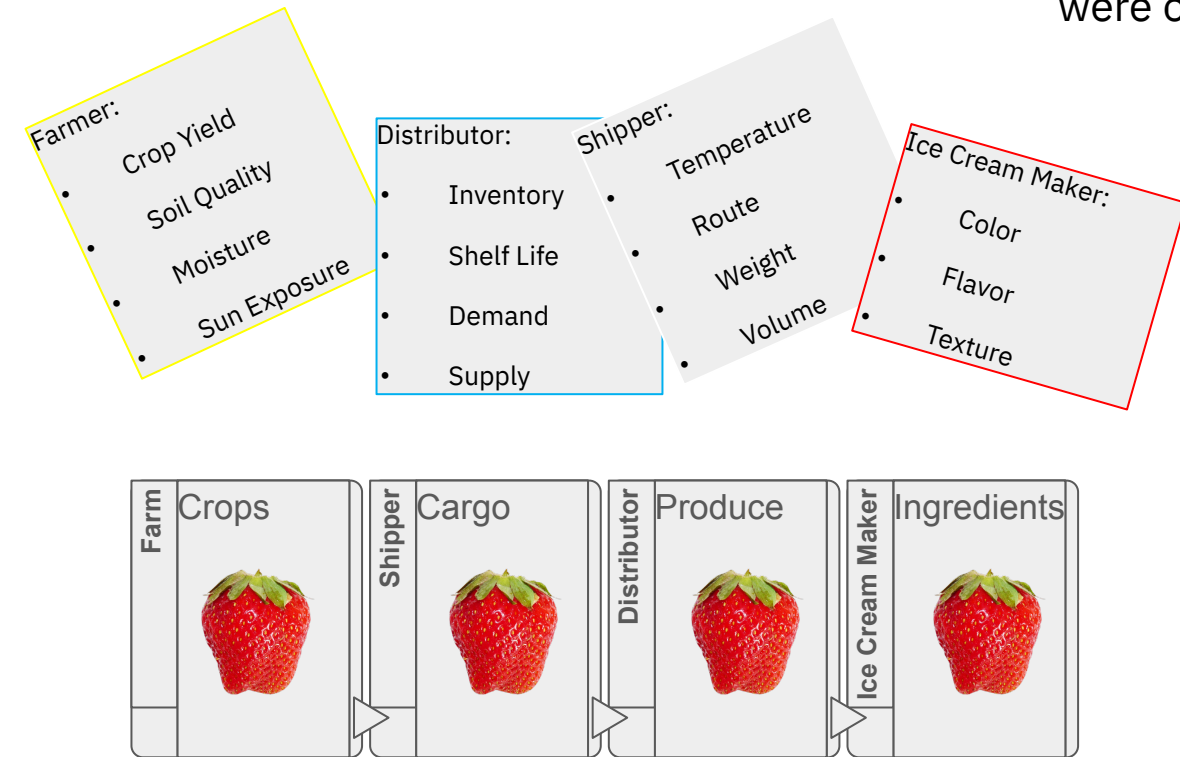 were o
Farmer:
• Crop Yield
• Soil Quality
• Moisture
• Sun Exposure
Distributor:
• Inventory
• Shelf Life
• Demand
• Supply
Shipper:
• Temperature
• Route
• Weight
• Volume
Ice Cream Maker:
• Color
• Flavor
• Texture
Farm
Crops
Shipper
Cargo
Distributor
Produce
Ice Cream Maker
Ingredients